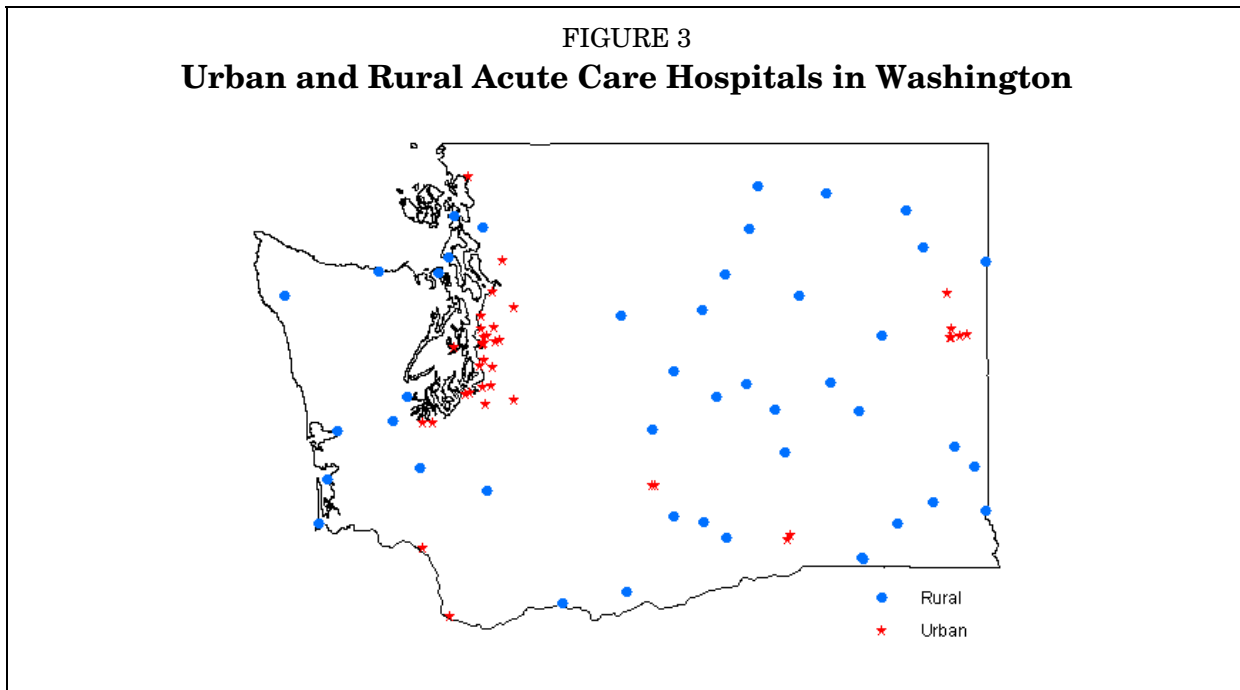 FIGURE 3
Urban and Rural Acute Care Hospitals in Washington
Rural
Urban